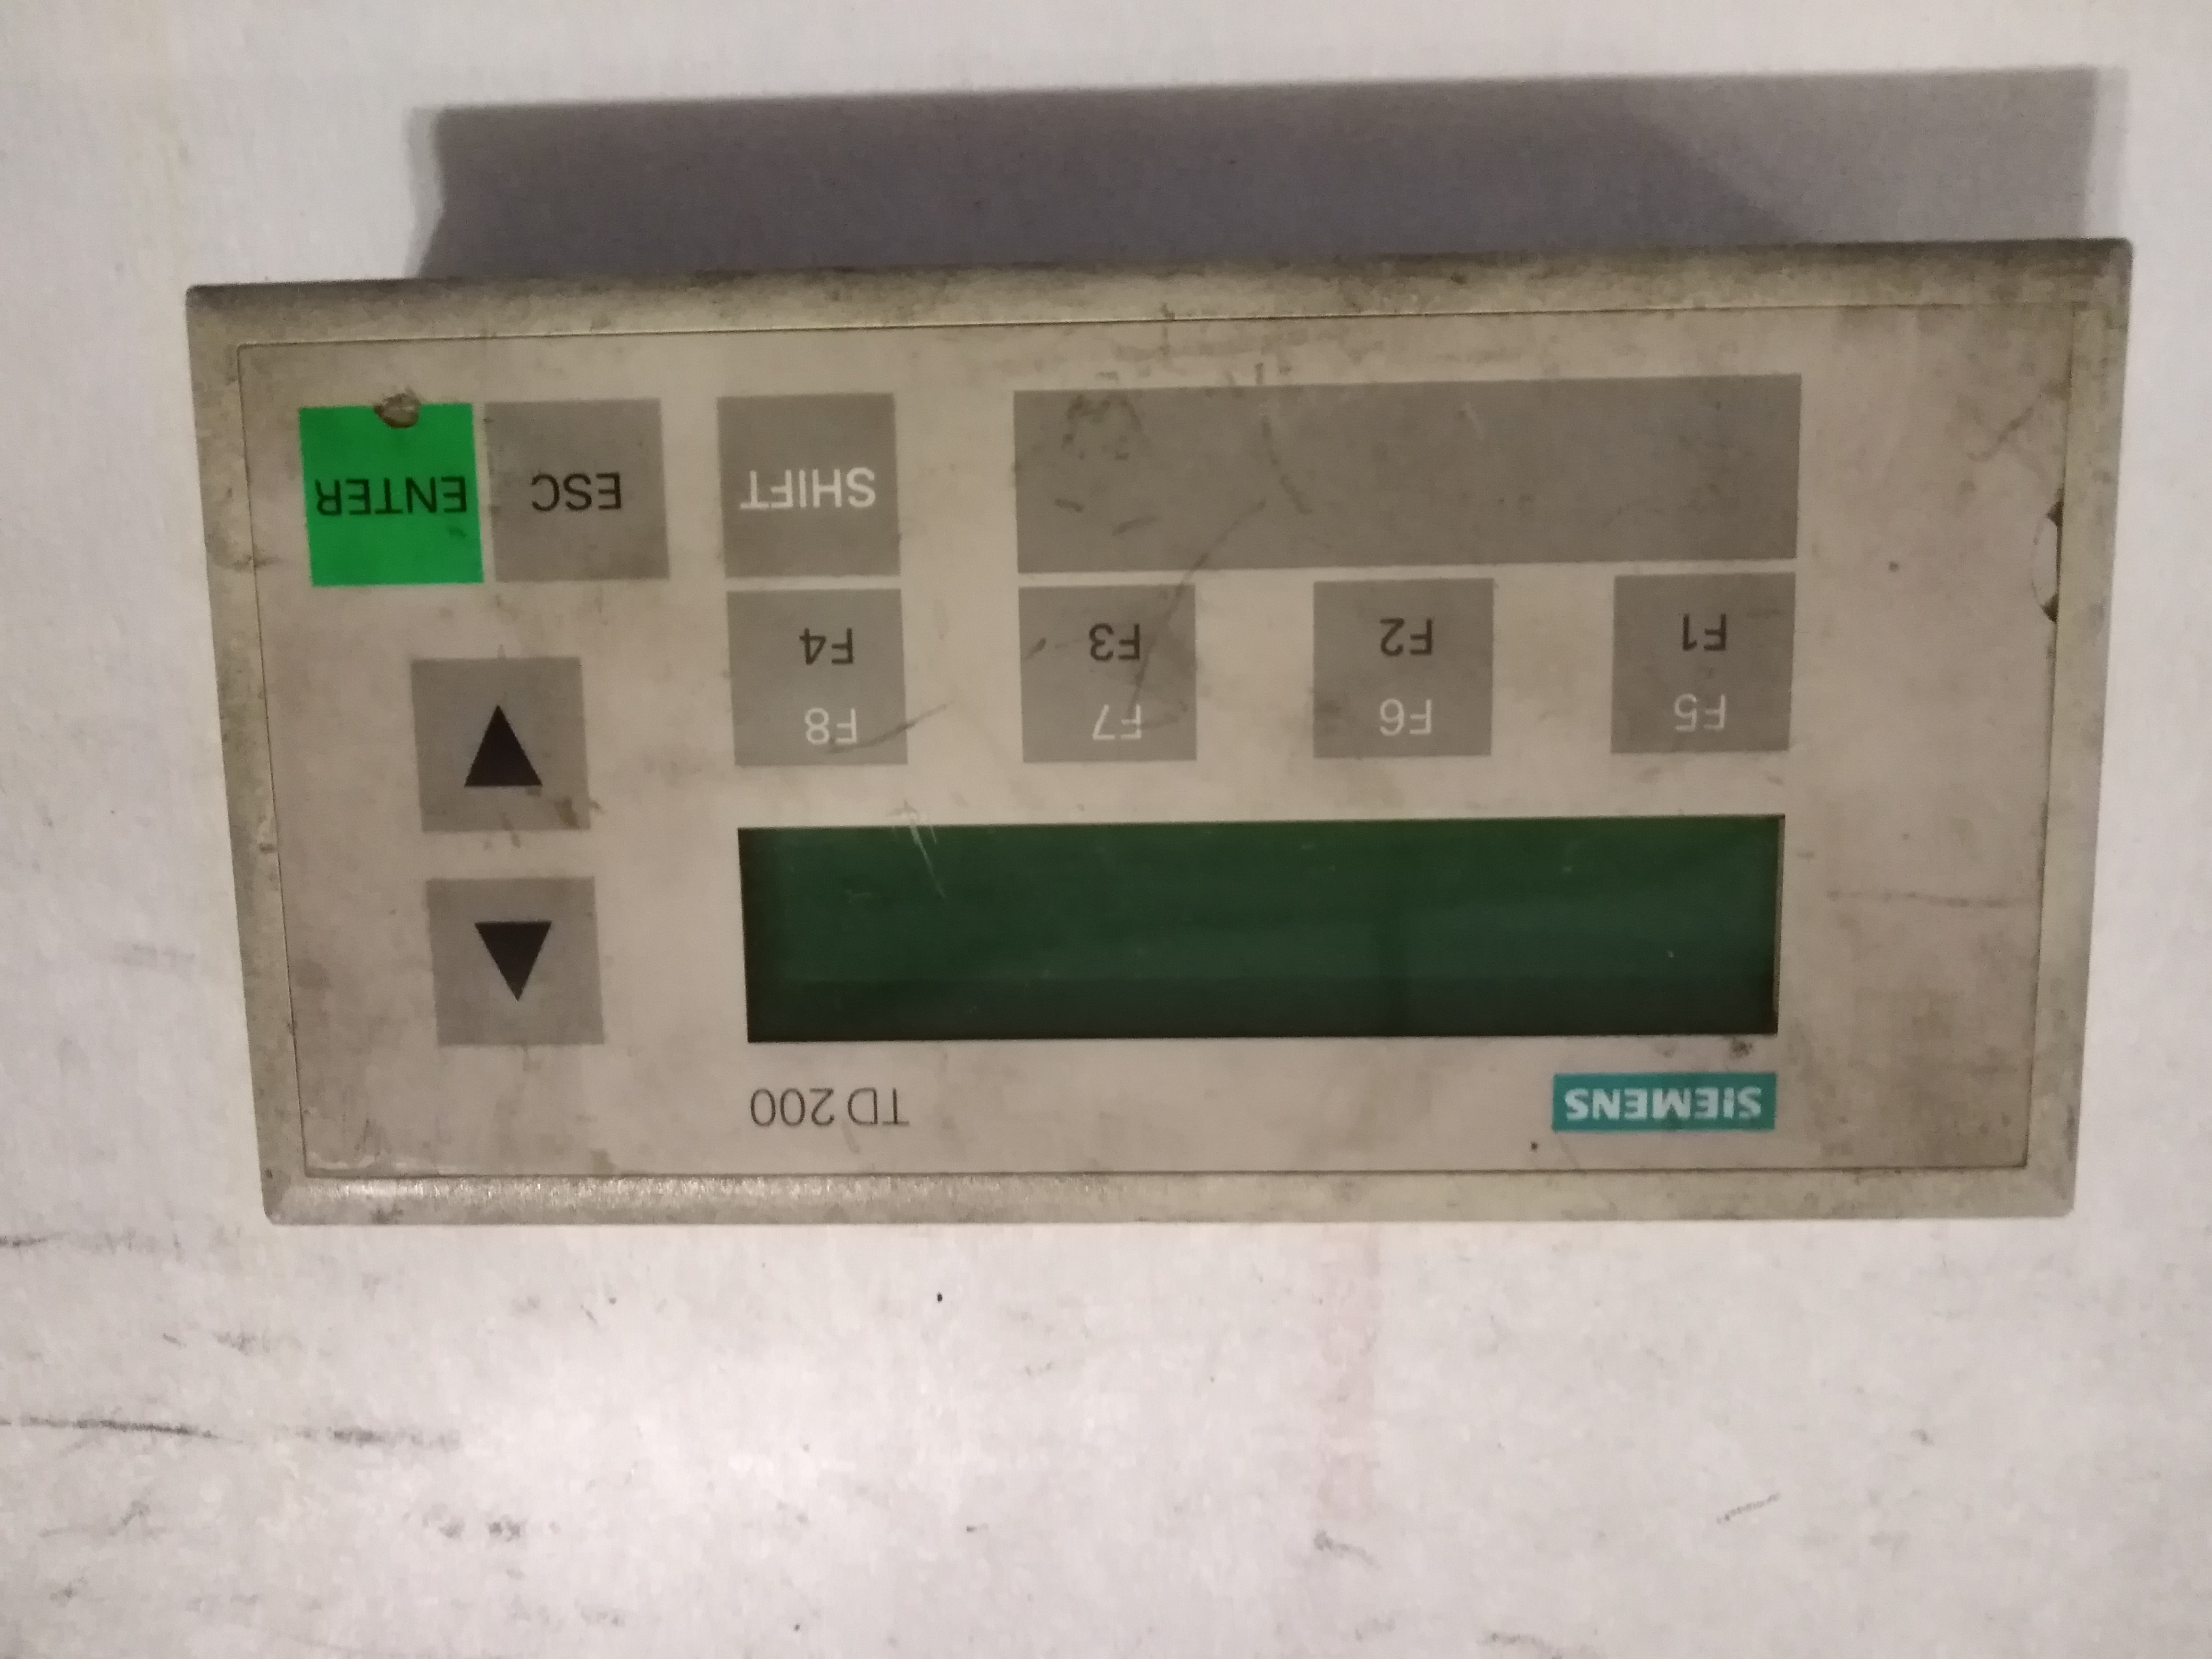 SIEMENS TD 200
F5 F6 F7 F8
F1 F2 F3 F4
SHIFT ESC ENTER